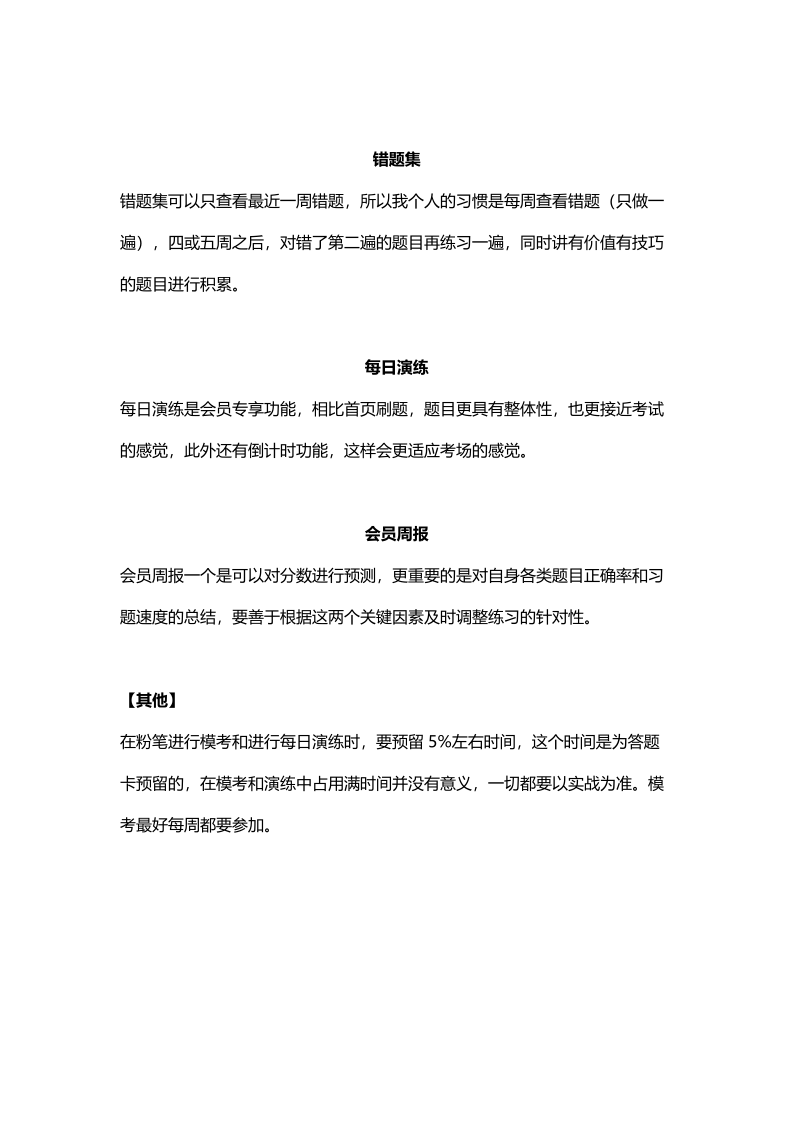 错题集
错题集可以只查看最近一周错题，所以我个人的习惯是每周查看错题（只做一
遍），四或五周之后，对错了第二遍的题目再练习一遍，同时讲有价值有技巧
的题目进行积累。
每日演练
每日演练是会员专享功能，相比首页刷题，题目更具有整体性，也更接近考试
的感觉，此外还有倒计时功能，这样会更适应考场的感觉。
会员周报
会员周报一个是可以对分数进行预测，更重要的是对自身各类题目正确率和习
题速度的总结，要善于根据这两个关键因素及时调整练习的针对性。
【其他】
在粉笔进行模考和进行每日演练时，要预留 5%左右时间，这个时间是为答题
卡预留的，在模考和演练中占用满时间并没有意义，一切都要以实战为准。模
考最好每周都要参加。